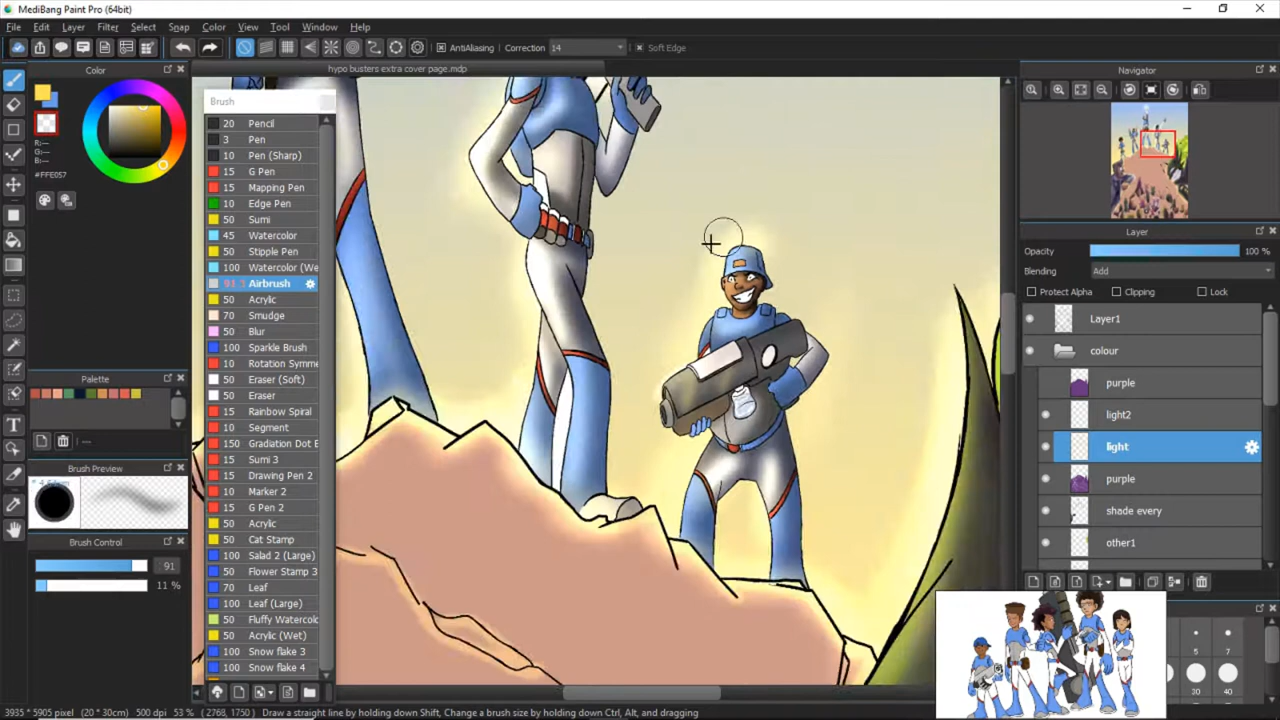 MediBang Paint Pro (64bit)
File Edit View Layer Filter Select Snap Color View Tool Window Help
AntiAliasing Correction 14 Soft Edge
hypo busters extra cover page.mdp
Color
R:---
G:---
B:---
#FFE057
Palette
---
Brush Preview
Brush Control
91
11 %
Brush
20 Pencil
3 Pen
10 Pen (Sharp)
15 G Pen
15 Mapping Pen
10 Edge Pen
50 Sumi
45 Watercolor
50 Stipple Pen
100 Watercolor (We
Airbrush
50 Acrylic
70 Smudge
50 Blur
100 Sparkle Brush
10 Rotation Symme
50 Eraser (Soft)
50 Eraser
15 Rainbow Spiral
10 Segment
150 Gradation Dot E
15 Sumi 3
15 Drawing Pen 2
10 Marker 2
15 G Pen 2
50 Acrylic
50 Cat Stamp
100 Salad 2 (Large)
50 Flower Stamp 3
70 Leaf
100 Leaf (Large)
50 Fluffy Watercolo
50 Acrylic (Wet)
100 Snow flake 3
100 Snow flake 4
Navigator
Layer
Opacity 100 %
Blending Add
Protect Alpha Clipping Lock
Layer1
colour
purple
light2
light
purple
shade every
other1
5 7
30 40
3935 * 5905 pixel (20 * 30cm) 500 dpi 53 % ( 2768, 1750 ) Draw a straight line by holding down Shift, Change a brush size by holding down Ctrl, Alt, and dragging